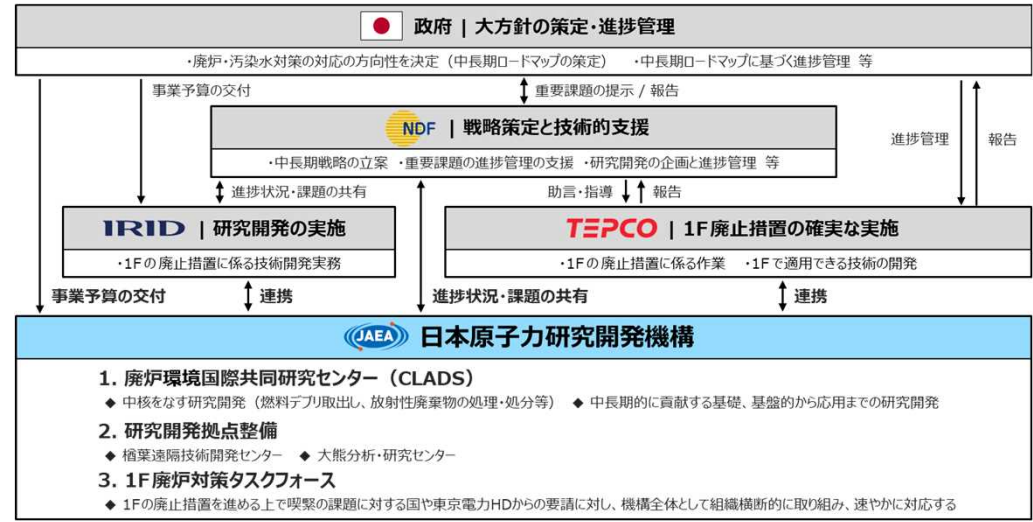 政府 | 大方針の策定・進捗管理
・廃炉・汚染水対策の対応の方向性を決定（中長期ロードマップの策定） ・中長期ロードマップに基づく進捗管理 等
事業予算の交付
重要課題の提示 / 報告
NDF | 戦略策定と技術的支援
・中長期戦略の立案 ・重要課題の進捗管理の支援 ・研究開発の企画と進捗管理 等
進捗管理
報告
進捗状況・課題の共有
助言・指導
報告
IRID | 研究開発の実施
・1Fの廃止措置に係る技術開発実務
TEPCO | 1F廃止措置の確実な実施
・1Fの廃止措置に係る作業 ・1Fで適用できる技術の開発
事業予算の交付
連携
進捗状況・課題の共有
連携
JAEA 日本原子力研究開発機構
1. 廃炉環境国際共同研究センター（CLADS）
◆ 中核をなす研究開発（燃料デブリ取出し、放射性廃棄物の処理・処分等） ◆ 中長期的に貢献する基礎、基盤的から応用までの研究開発
2. 研究開発拠点整備
◆ 楢葉遠隔技術開発センター ◆ 大熊分析・研究センター
3. 1F廃炉対策タスクフォース
◆ 1Fの廃止措置を進める上で喫緊の課題に対する国や東京電力HDからの要請に対し、機構全体として組織横断的に取り組み、速やかに対応する